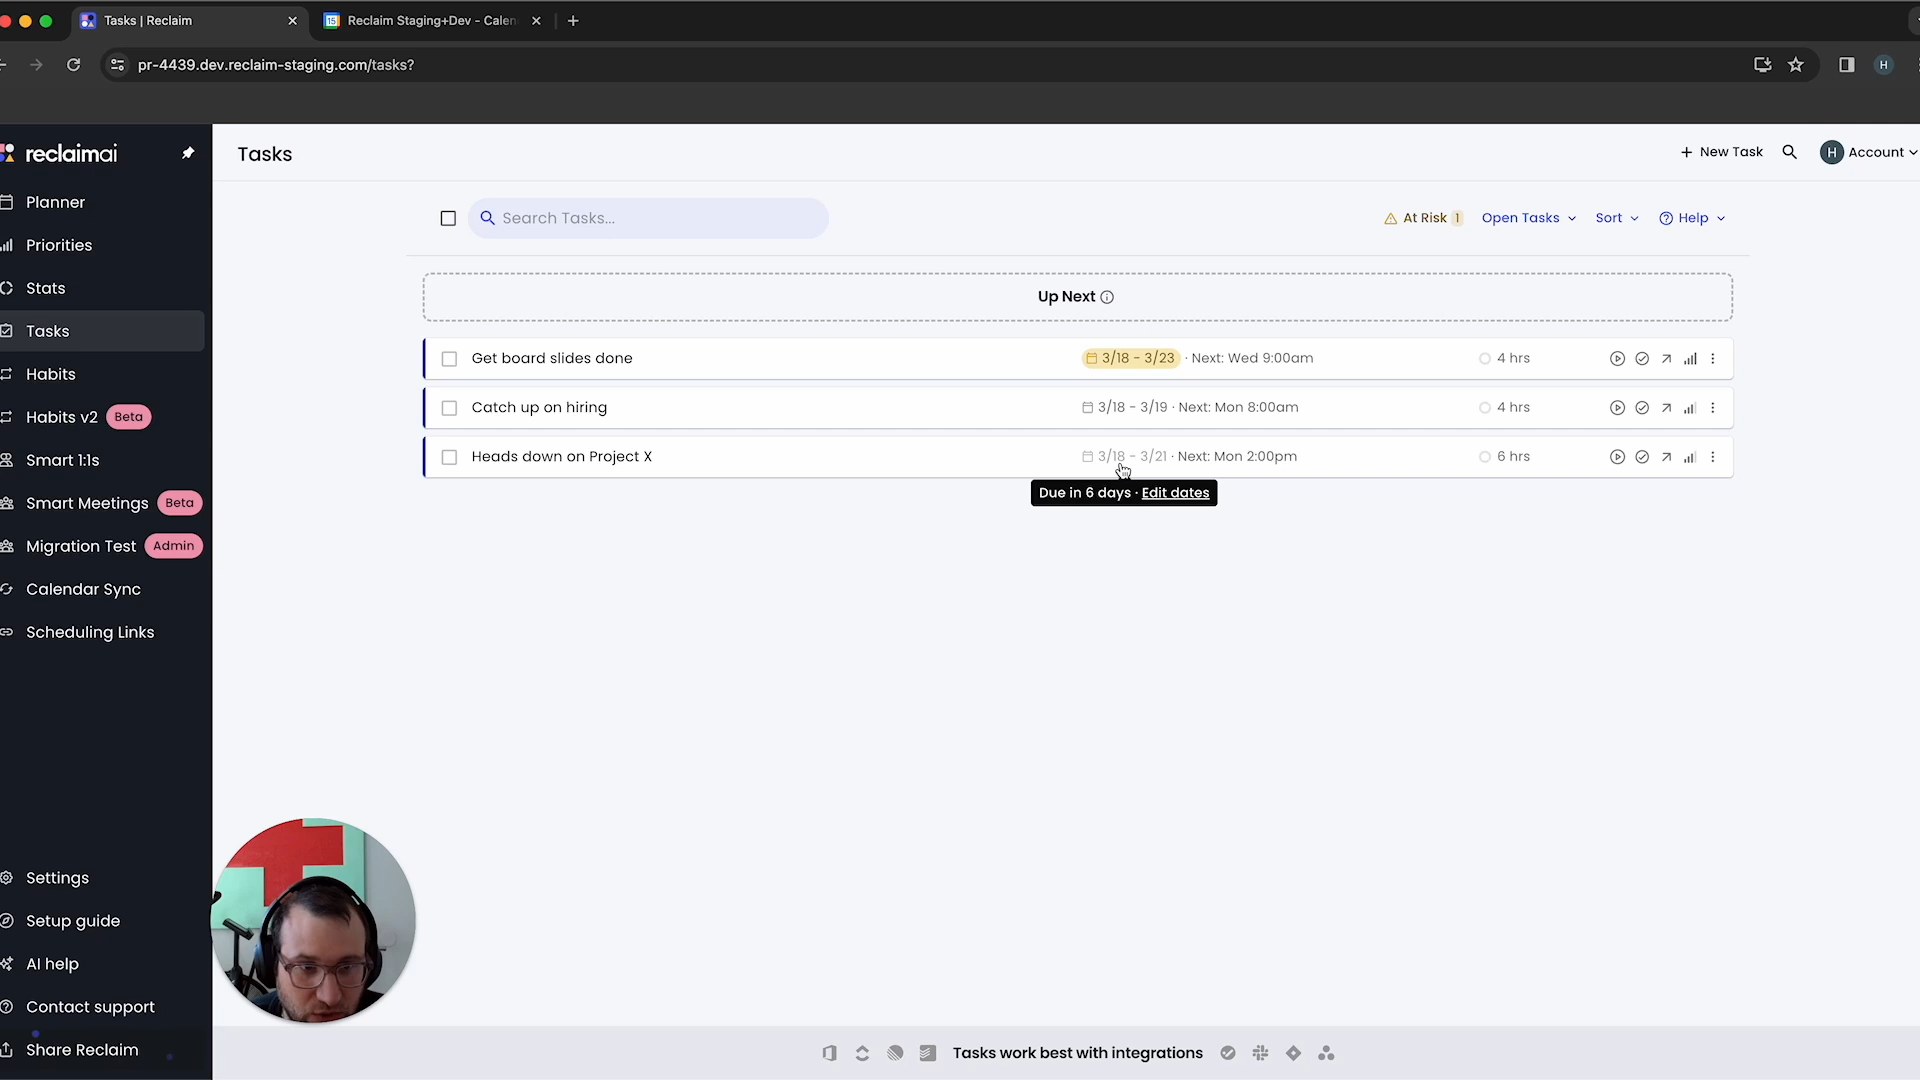 Tasks | Reclaim
15 Reclaim Staging+Dev - Calen
pr-4439.dev.reclaim-staging.com/tasks?
H
reclaimai
Tasks
+ New Task
H Account
Planner
Priorities
Stats
Tasks
Habits
Habits v2 Beta
Smart 1:1s
Smart Meetings Beta
Migration Test Admin
Calendar Sync
Scheduling Links
Search Tasks...
At Risk 1
Open Tasks
Sort
Help
Up Next
Get board slides done 3/18 - 3/23 · Next: Wed 9:00am 4 hrs
Catch up on hiring 3/18 - 3/19 · Next: Mon 8:00am 4 hrs
Heads down on Project X 3/18 - 3/21 · Next: Mon 2:00pm 6 hrs
Due in 6 days · Edit dates
Settings
Setup guide
AI help
Contact support
Share Reclaim
Tasks work best with integrations